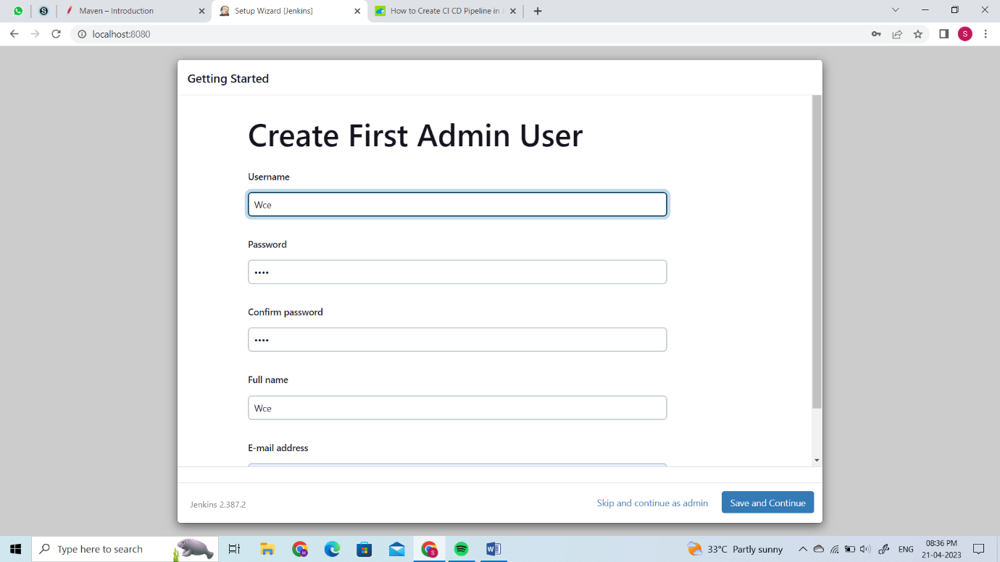 Maven – Introduction
Setup Wizard [Jenkins]
How to Create CI CD Pipeline in
localhost:8080
S
Getting Started
Create First Admin User
Username
Wce
Password
••••
Confirm password
••••
Full name
Wce
E-mail address
Jenkins 2.387.2
Skip and continue as admin
Save and Continue
Type here to search
33°C Partly sunny
ENG
08:36 PM
21-04-2023